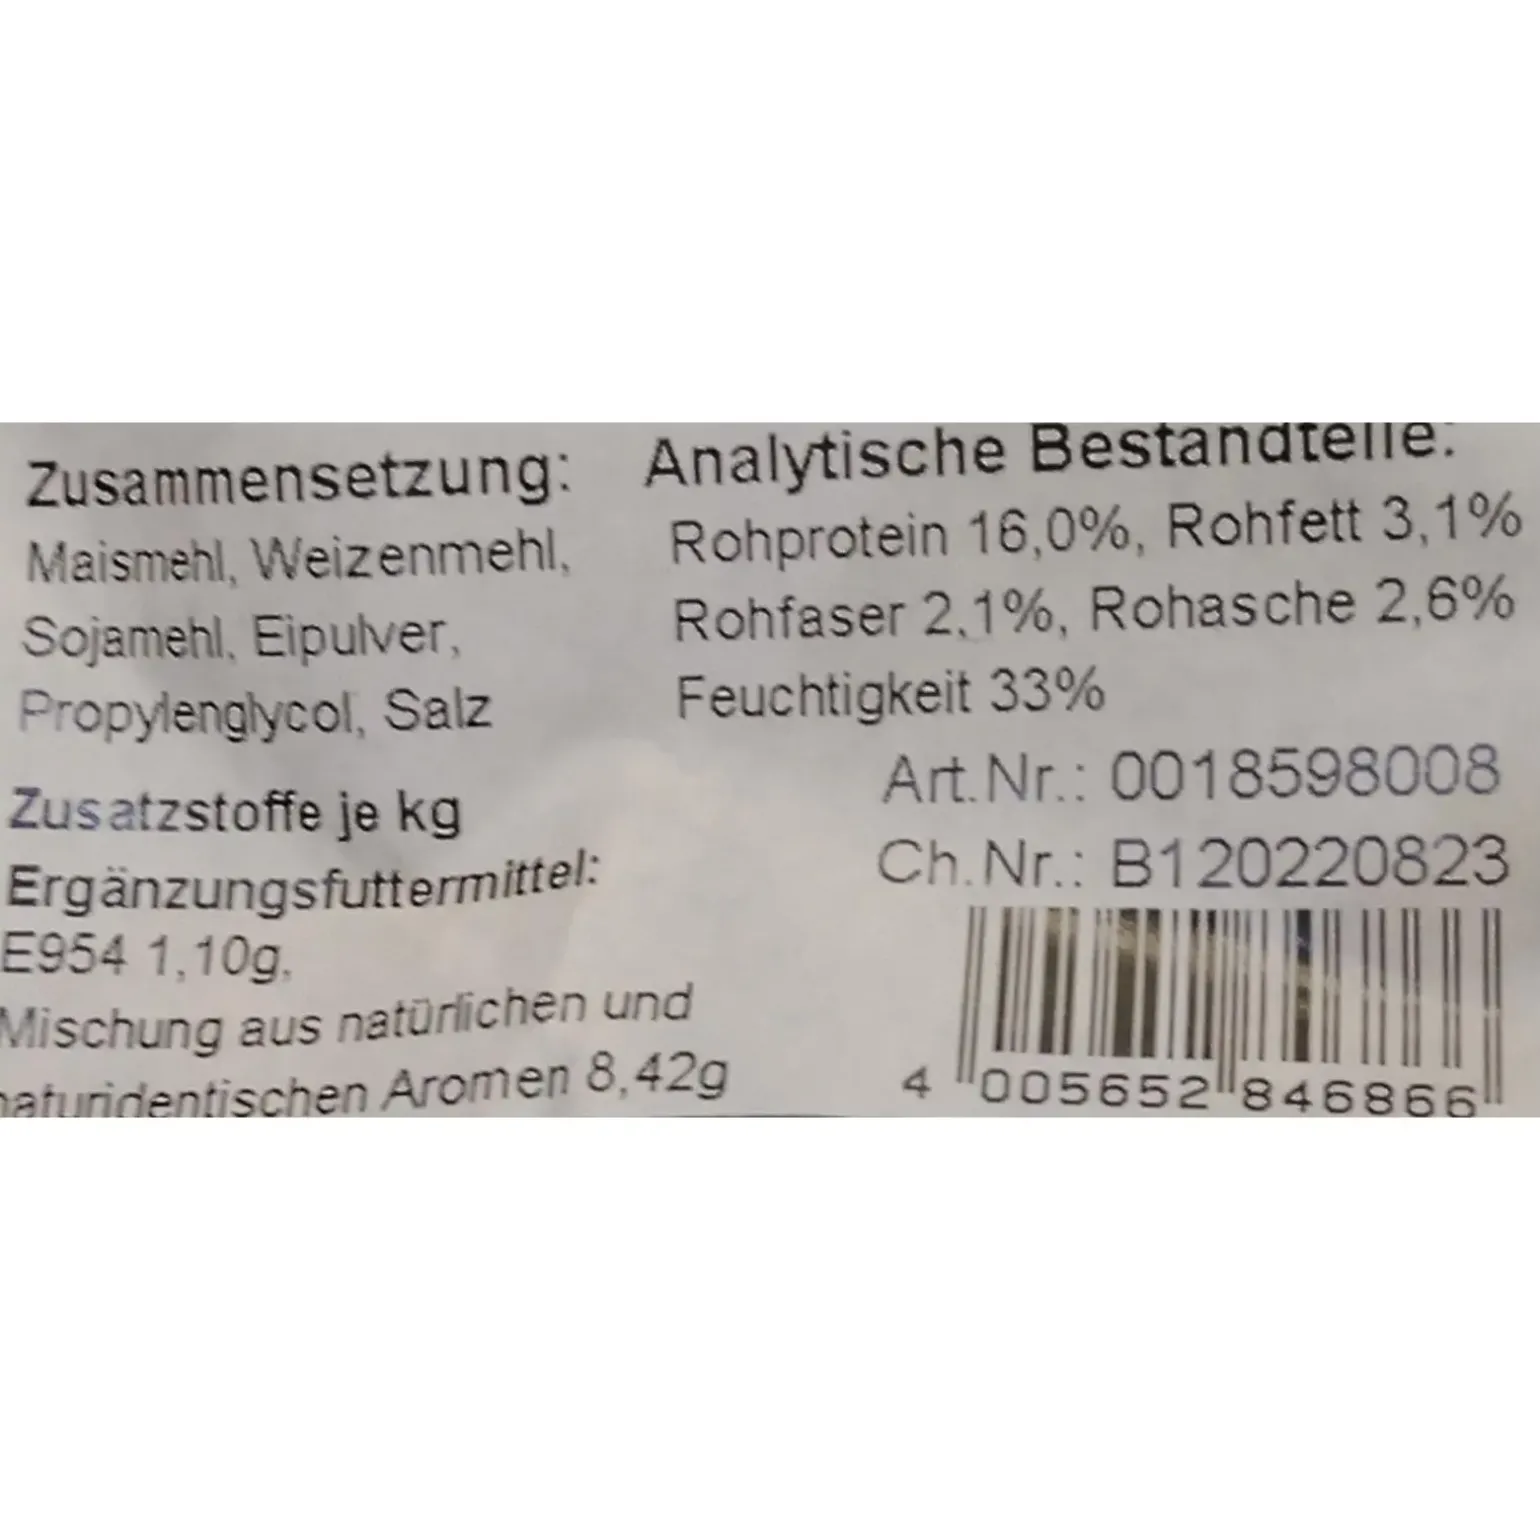 Zusammensetzung:
Maismehl, Weizenmehl,
Sojamehl, Eipulver,
Propylenglycol, Salz
Zusatzstoffe je kg
Ergänzungsfuttermittel:
E954 1,10g,
Mischung aus natürlichen und
naturidentischen Aromen 8,42g
Analytische Bestandteile:
Rohprotein 16,0%, Rohfett 3,1%
Rohfaser 2,1%, Rohasche 2,6%
Feuchtigkeit 33%
Art.Nr.: 0018598008
Ch.Nr.: B120220823
4 005652 846866